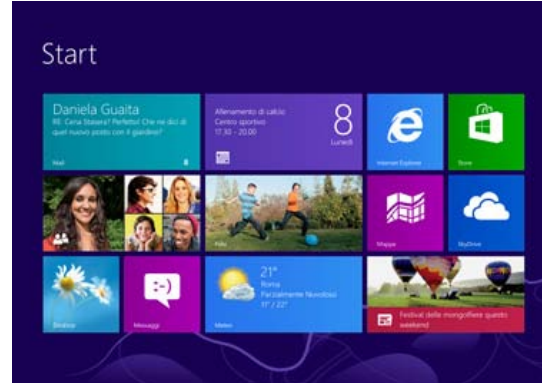 Start
Daniela Guaita
RE: Cena Stasera? Perfetto! Che ne dici di
quel nuovo posto con il giardino?
Mail
8
Allenamento di calcio
Centro sportivo
17.30 - 20.00
8
Lunedì
Internet Explorer
Store
Foto
Mappe
SkyDrive
Messaggi
21°
Roma
Parzialmente Nuvoloso
11° / 22°
Meteo
Festival delle mongolfiere questo
weekend